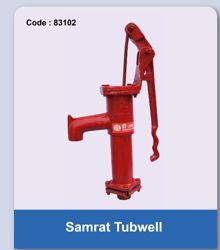 Code : 83102
Samrat Tubwell